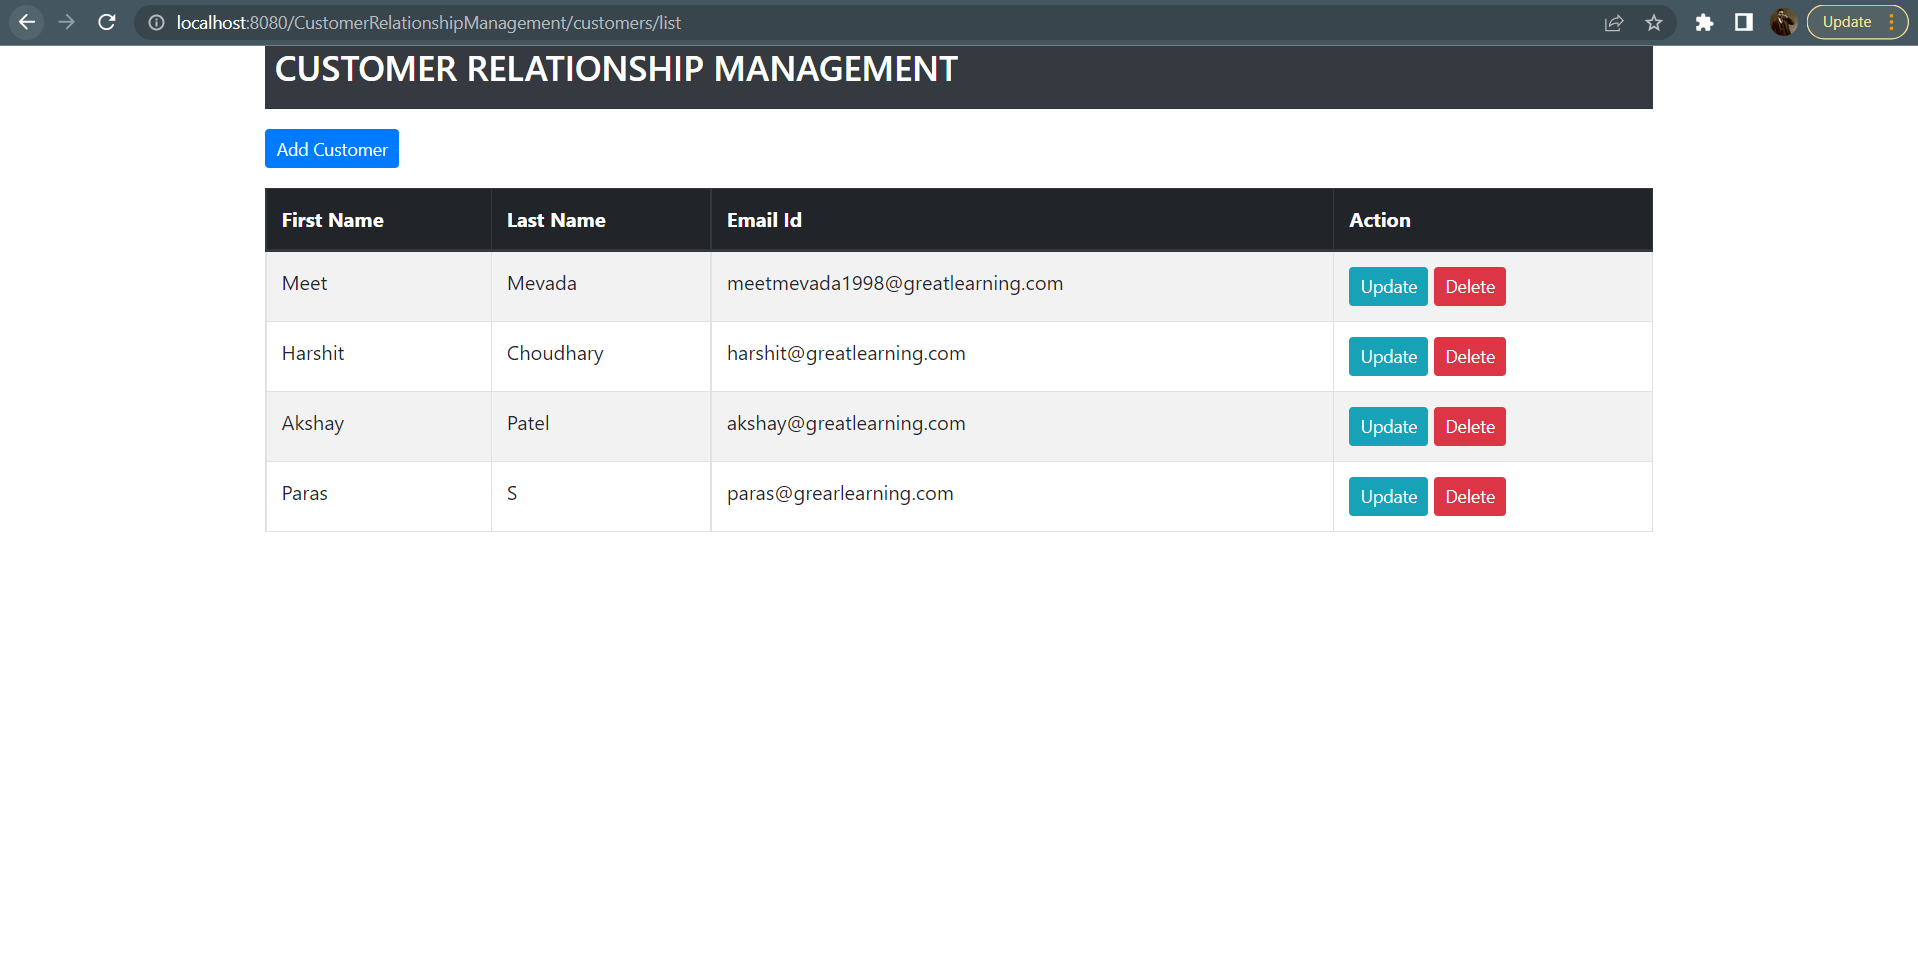 localhost:8080/CustomerRelationshipManagement/customers/list Update
CUSTOMER RELATIONSHIP MANAGEMENT
Add Customer
First Name Last Name Email Id Action
Meet Mevada meetmevada1998@greatlearning.com Update Delete
Harshit Choudhary harshit@greatlearning.com Update Delete
Akshay Patel akshay@greatlearning.com Update Delete
Paras S paras@grearlearning.com Update Delete